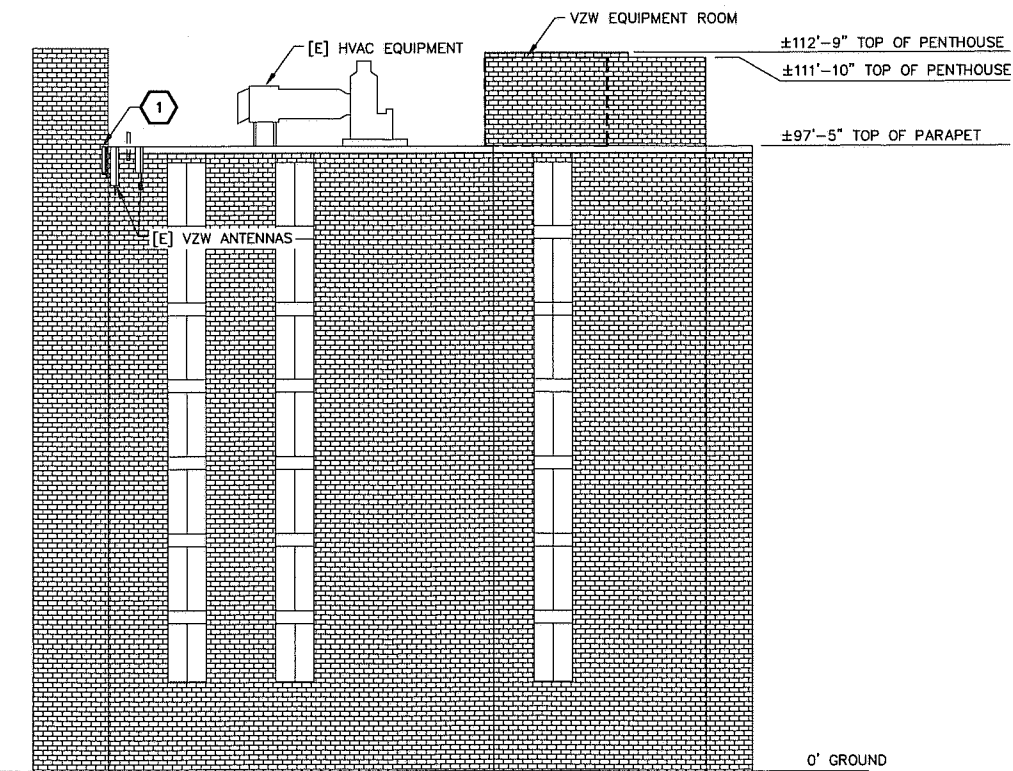 VZW EQUIPMENT ROOM
[E] HVAC EQUIPMENT
±112'-9" TOP OF PENTHOUSE
±111'-10" TOP OF PENTHOUSE
1
±97'-5" TOP OF PARAPET
[E] VZW ANTENNAS
0' GROUND